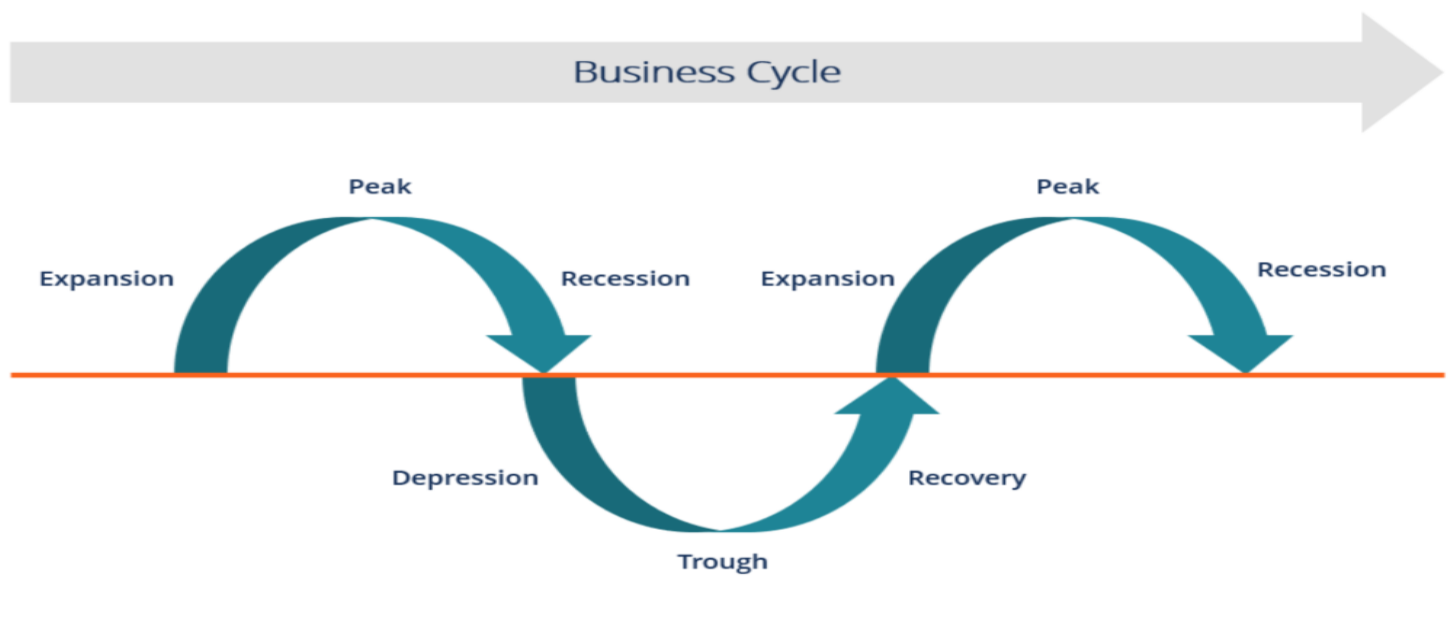 Business Cycle
Peak
Peak
Expansion
Recession
Expansion
Recession
Depression
Recovery
Trough